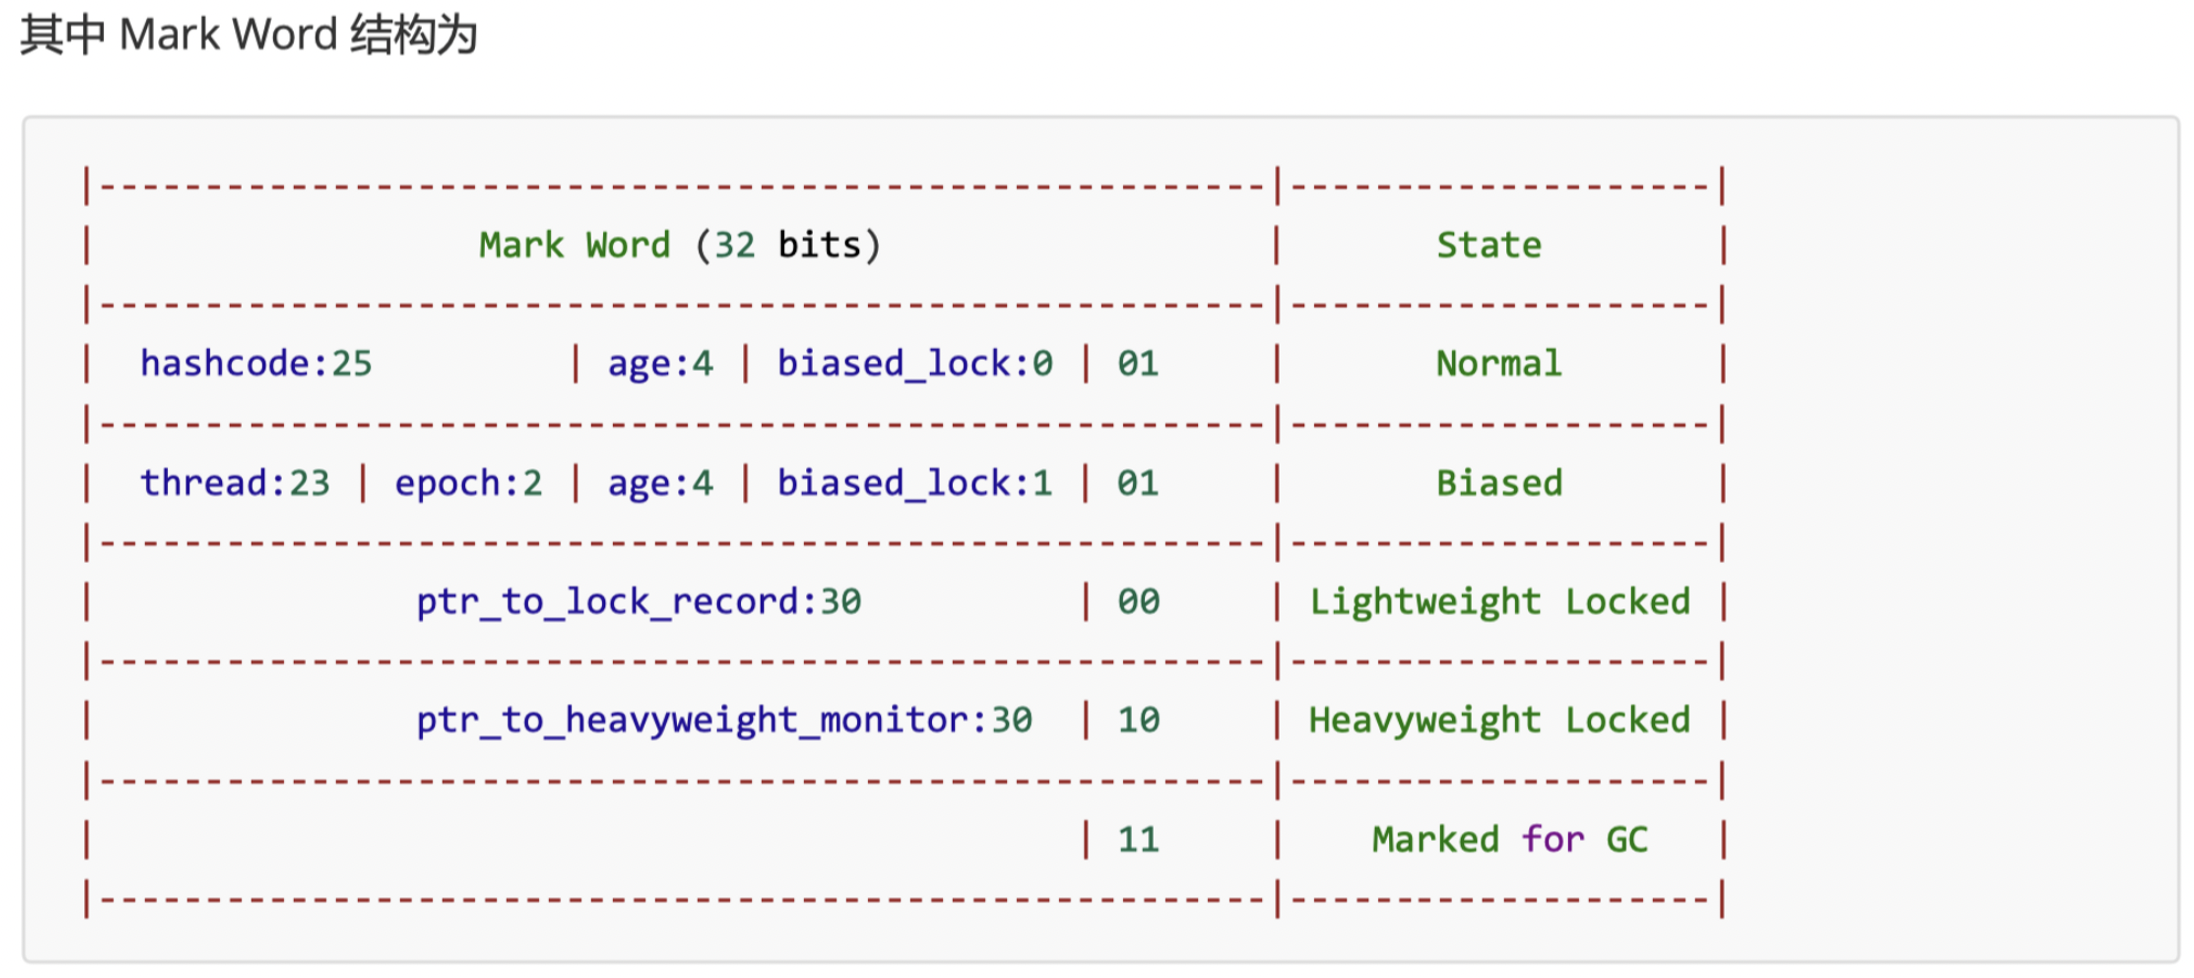 其中 Mark Word 结构为
|-------------------------------------------------------|--------------------|
|                  Mark Word (32 bits)                  |       State        |
|-------------------------------------------------------|--------------------|
|  hashcode:25         | age:4 | biased_lock:0 | 01     |       Normal       |
|-------------------------------------------------------|--------------------|
|  thread:23 | epoch:2 | age:4 | biased_lock:1 | 01     |       Biased       |
|-------------------------------------------------------|--------------------|
|               ptr_to_lock_record:30          | 00     | Lightweight Locked |
|-------------------------------------------------------|--------------------|
|               ptr_to_heavyweight_monitor:30  | 10     | Heavyweight Locked |
|-------------------------------------------------------|--------------------|
|                                              | 11     |    Marked for GC   |
|-------------------------------------------------------|--------------------|